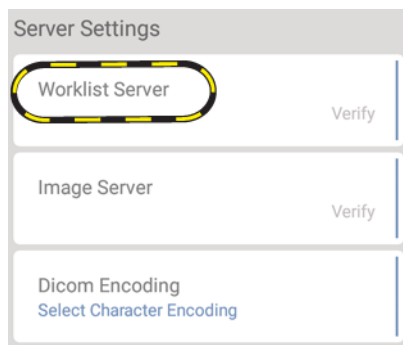 Server Settings
Worklist Server
Verify
Image Server
Verify
Dicom Encoding
Select Character Encoding